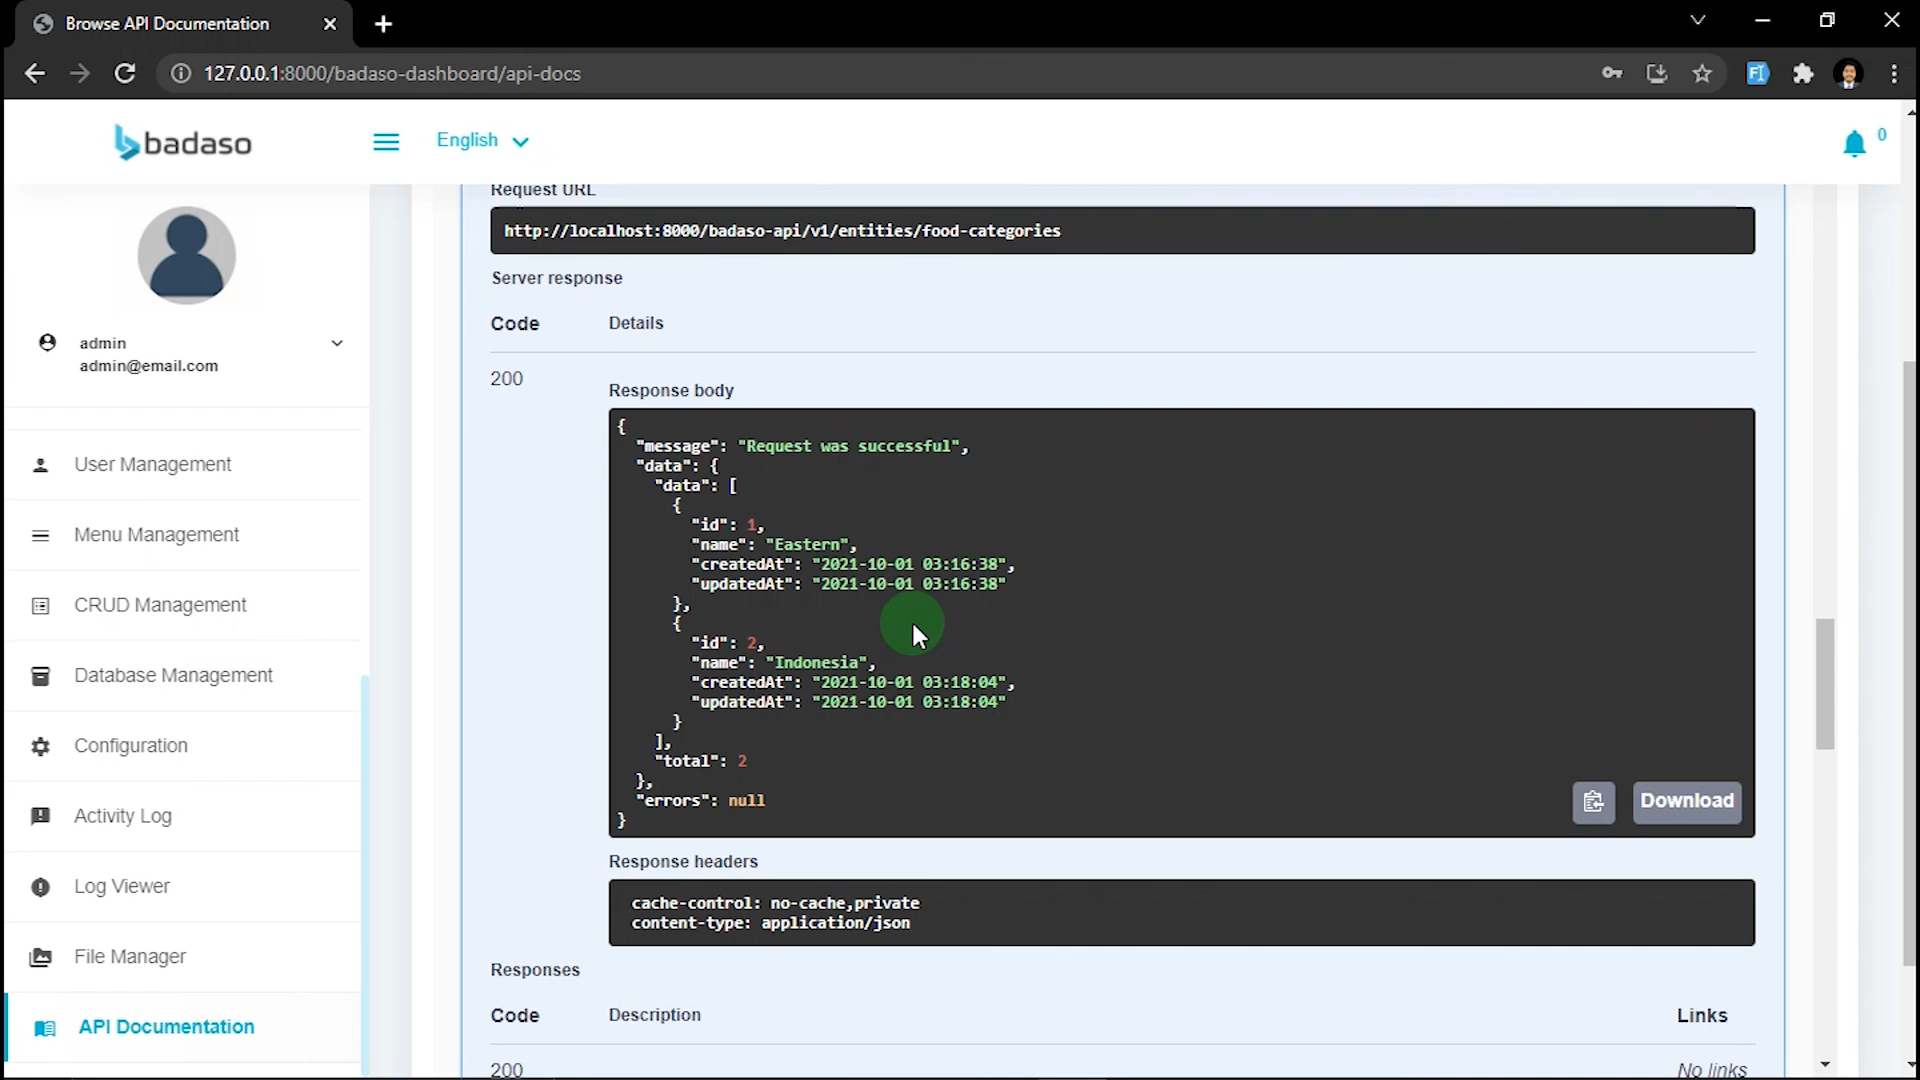 Browse API Documentation
127.0.0.1:8000/badaso-dashboard/api-docs
badaso
English
0
admin
admin@email.com
User Management
Menu Management
CRUD Management
Database Management
Configuration
Activity Log
Log Viewer
File Manager
API Documentation
Request URL
http://localhost:8000/badaso-api/v1/entities/food-categories
Server response
Code Details
200
Response body
{
"message": "Request was successful",
"data": {
"data": [
{
"id": 1,
"name": "Eastern",
"createdAt": "2021-10-01 03:16:38",
"updatedAt": "2021-10-01 03:16:38"
},
{
"id": 2,
"name": "Indonesia",
"createdAt": "2021-10-01 03:18:04",
"updatedAt": "2021-10-01 03:18:04"
}
],
"total": 2
},
"errors": null
}
Download
Response headers
cache-control: no-cache,private
content-type: application/json
Responses
Code Description Links
200 No links